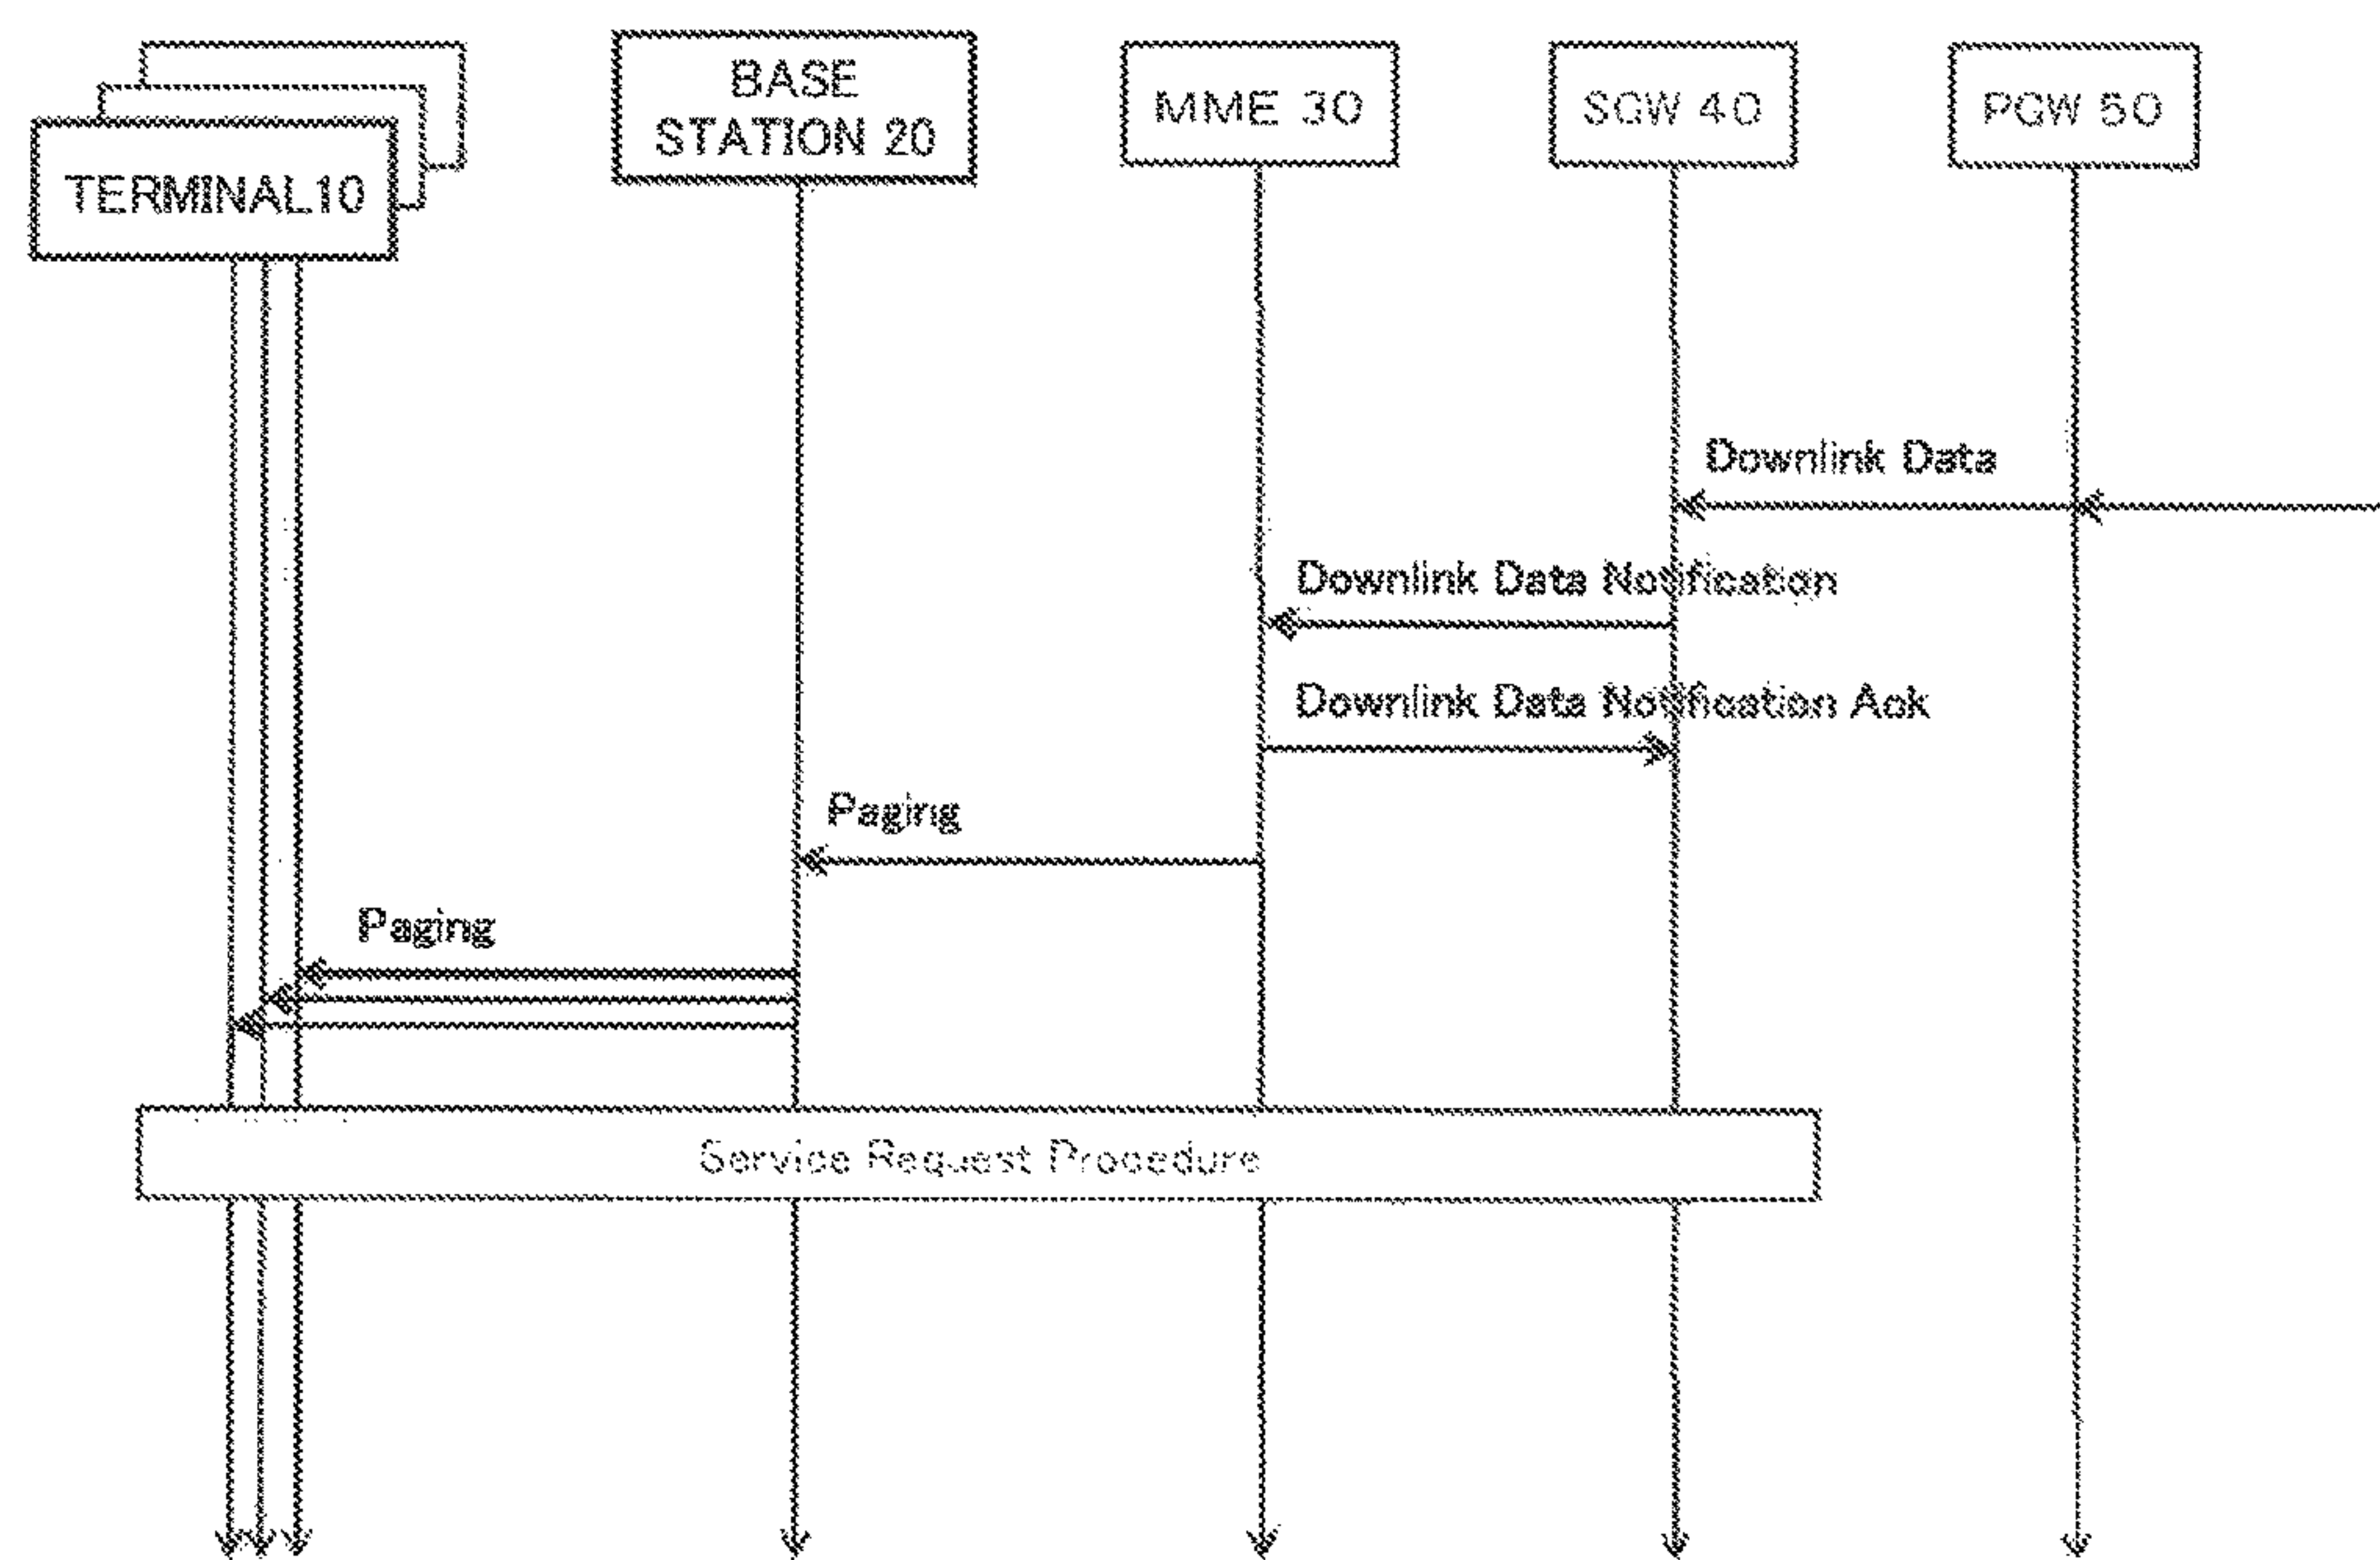 BASE
STATION 20
MME 30
SGW 40
PGW 50
TERMINAL10
Downlink Data
Downlink Data Notification
Downlink Data Notification Ack
Paging
Paging
Service Request Procedure